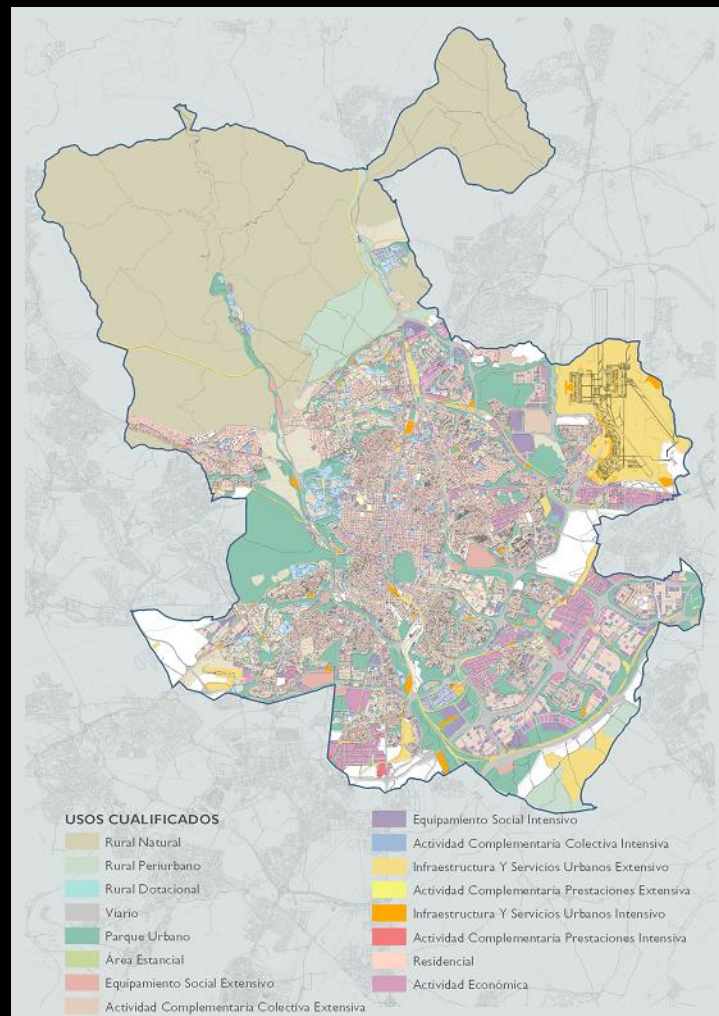 USOS CUALIFICADOS
Rural Natural
Rural Periurbano
Rural Dotacional
Viario
Parque Urbano
Área Estancial
Equipamiento Social Extensivo
Actividad Complementaria Colectiva Extensiva
Equipamiento Social Intensivo
Actividad Complementaria Colectiva Intensiva
Infraestructura Y Servicios Urbanos Extensivo
Actividad Complementaria Prestaciones Extensiva
Infraestructura Y Servicios Urbanos Intensivo
Actividad Complementaria Prestaciones Intensiva
Residencial
Actividad Económica